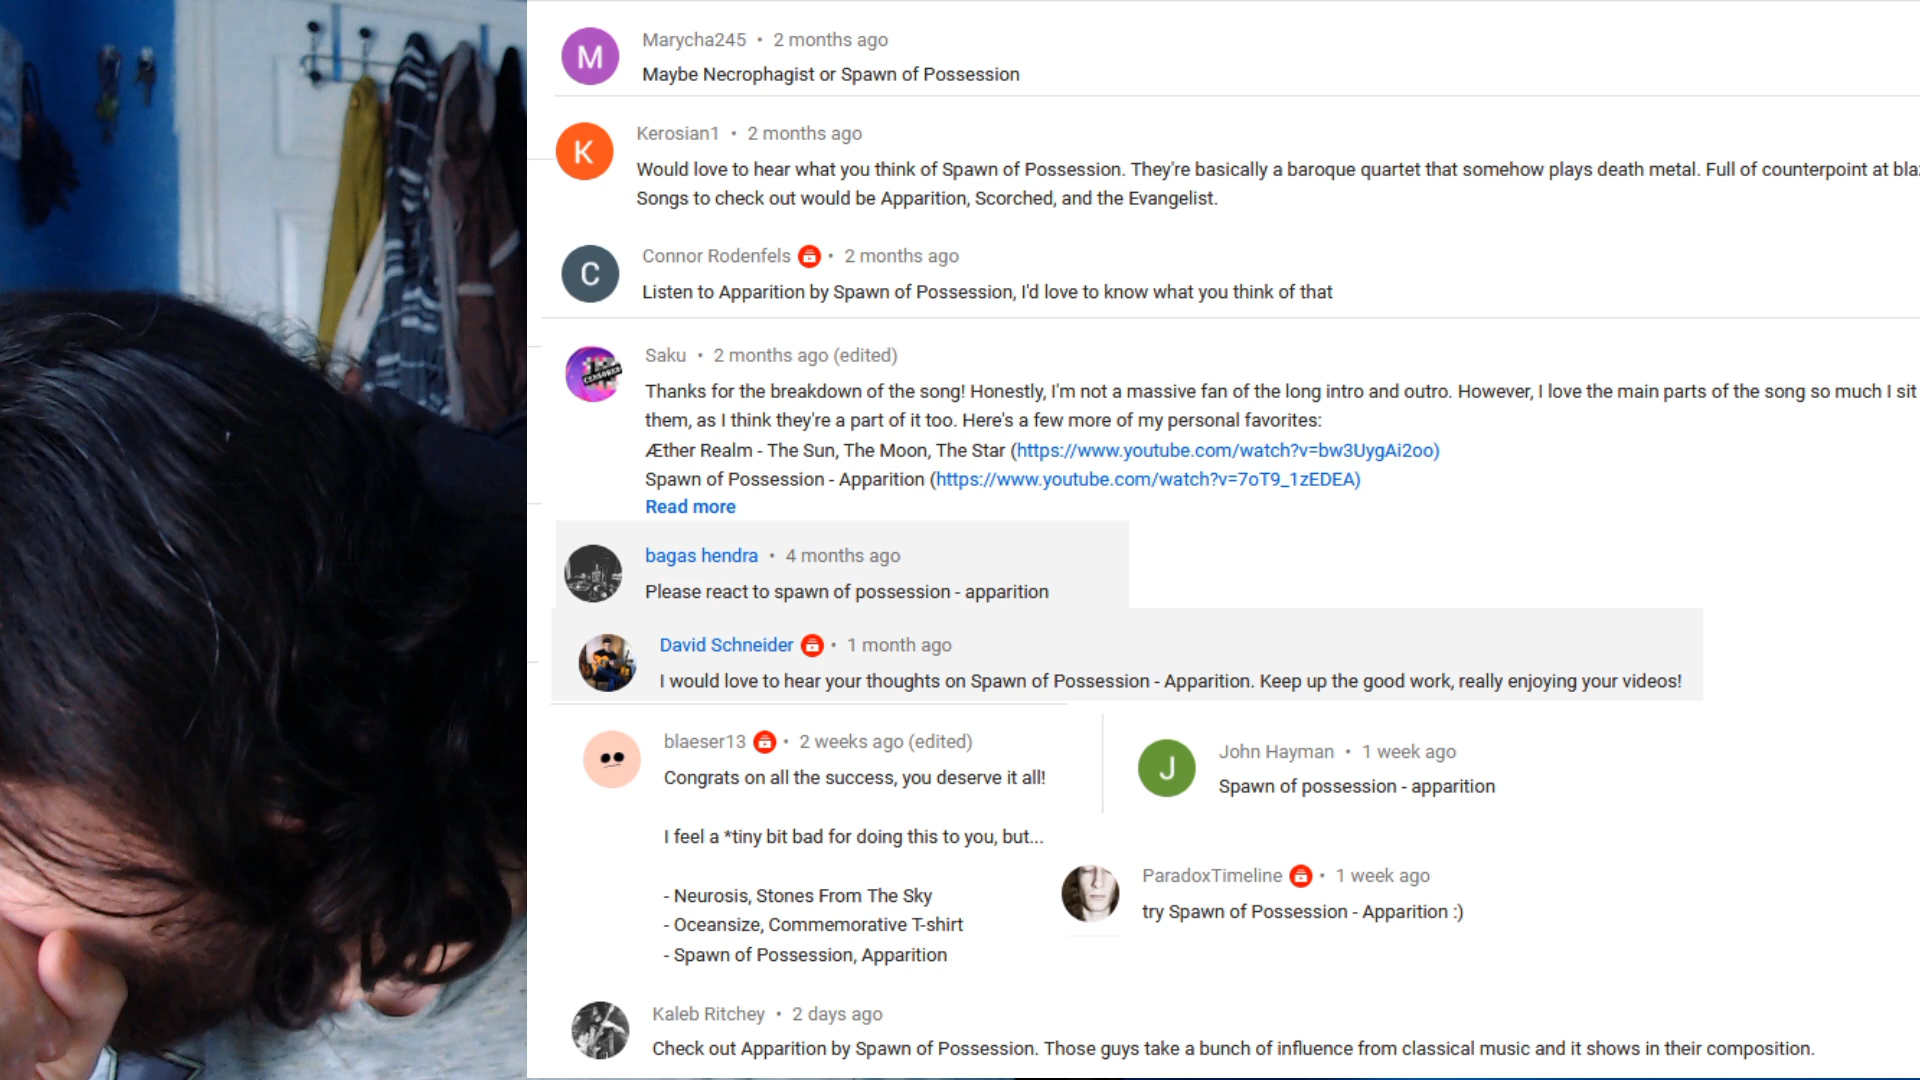 M
Marycha245 • 2 months ago
Maybe Necrophagist or Spawn of Possession
K
Kerosian1 • 2 months ago
Would love to hear what you think of Spawn of Possession. They're basically a baroque quartet that somehow plays death metal. Full of counterpoint at
Songs to check out would be Apparition, Scorched, and the Evangelist.
C
Connor Rodenfels • 2 months ago
Listen to Apparition by Spawn of Possession, I'd love to know what you think of that
CENSORED
Saku • 2 months ago (edited)
Thanks for the breakdown of the song! Honestly, I'm not a massive fan of the long intro and outro. However, I love the main parts of the song so much I sit
them, as I think they're a part of it too. Here's a few more of my personal favorites:
Æther Realm - The Sun, The Moon, The Star (https://www.youtube.com/watch?v=bw3UygAi2oo)
Spawn of Possession - Apparition (https://www.youtube.com/watch?v=7oT9_1zEDEA)
Read more
bagas hendra • 4 months ago
Please react to spawn of possession - apparition
David Schneider • 1 month ago
I would love to hear your thoughts on Spawn of Possession - Apparition. Keep up the good work, really enjoying your videos!
blaeser13 • 2 weeks ago (edited)
Congrats on all the success, you deserve it all!
I feel a *tiny bit bad for doing this to you, but...
- Neurosis, Stones From The Sky
- Oceansize, Commemorative T-shirt
- Spawn of Possession, Apparition
J
John Hayman • 1 week ago
Spawn of possession - apparition
ParadoxTimeline • 1 week ago
try Spawn of Possession - Apparition :)
Kaleb Ritchey • 2 days ago
Check out Apparition by Spawn of Possession. Those guys take a bunch of influence from classical music and it shows in their composition.